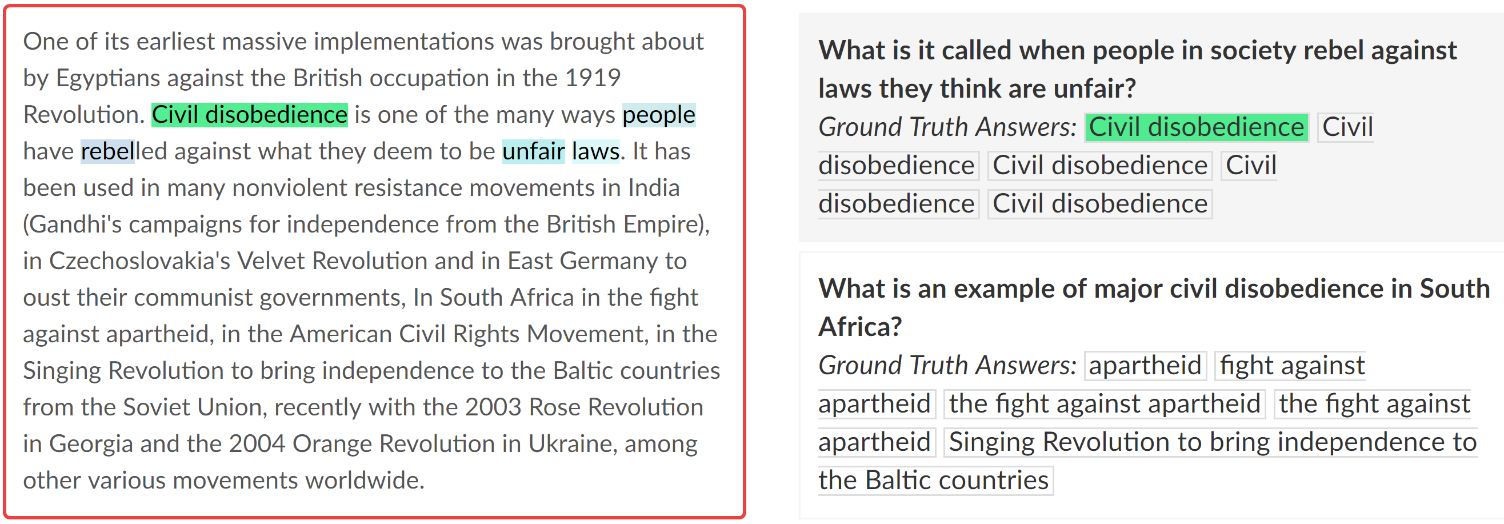 One of its earliest massive implementations was brought about
by Egyptians against the British occupation in the 1919
Revolution. Civil disobedience is one of the many ways people
have rebelled against what they deem to be unfair laws. It has
been used in many nonviolent resistance movements in India
(Gandhi's campaigns for independence from the British Empire),
in Czechoslovakia's Velvet Revolution and in East Germany to
oust their communist governments, In South Africa in the fight
against apartheid, in the American Civil Rights Movement, in the
Singing Revolution to bring independence to the Baltic countries
from the Soviet Union, recently with the 2003 Rose Revolution
in Georgia and the 2004 Orange Revolution in Ukraine, among
other various movements worldwide.
What is it called when people in society rebel against
laws they think are unfair?
Ground Truth Answers: Civil disobedience Civil
disobedience Civil disobedience Civil
disobedience Civil disobedience
What is an example of major civil disobedience in South
Africa?
Ground Truth Answers: apartheid fight against
apartheid the fight against apartheid the fight against
apartheid Singing Revolution to bring independence to
the Baltic countries